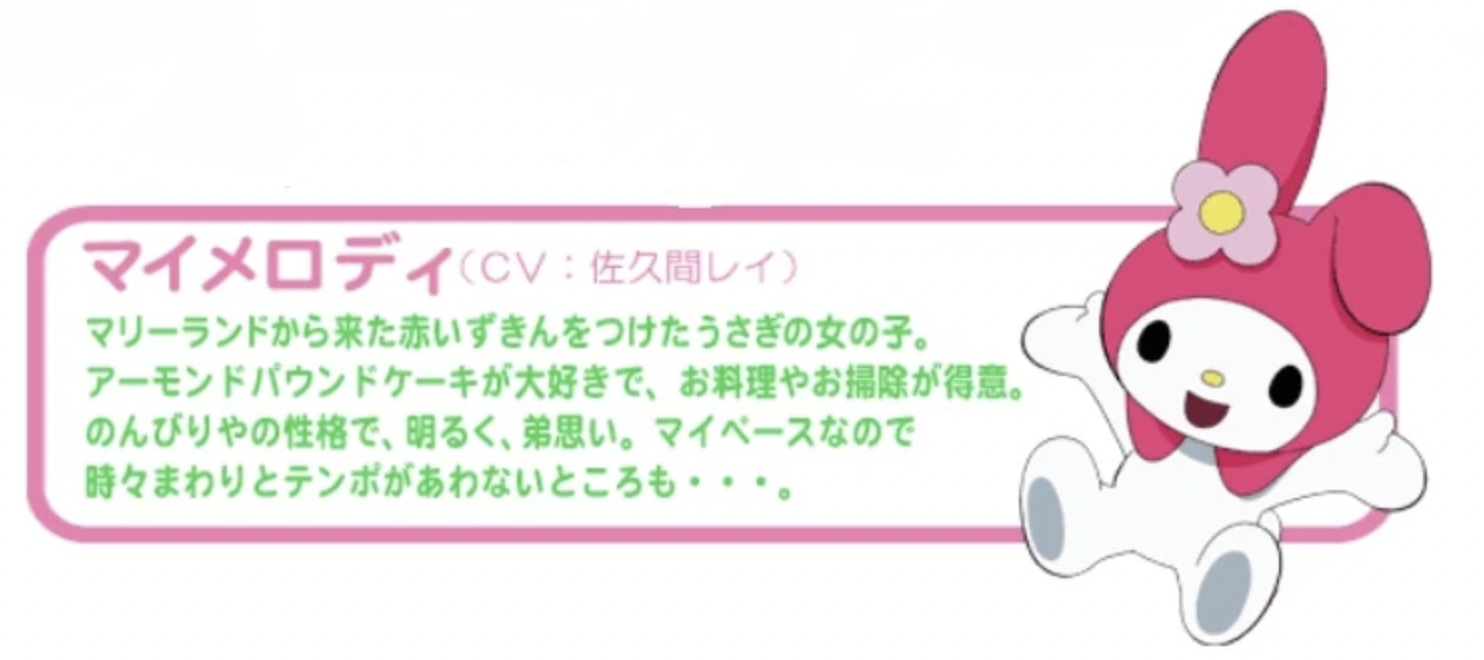 マイメロディ（CV：佐久間レイ）
マリーランドから来た赤いずきんをつけたうさぎの女の子。
アーモンドパウンドケーキが大好きで、お料理やお掃除が得意。
のんびりやの性格で、明るく、弟思い。マイペースなので
時々まわりとテンポがあわないところも・・・。